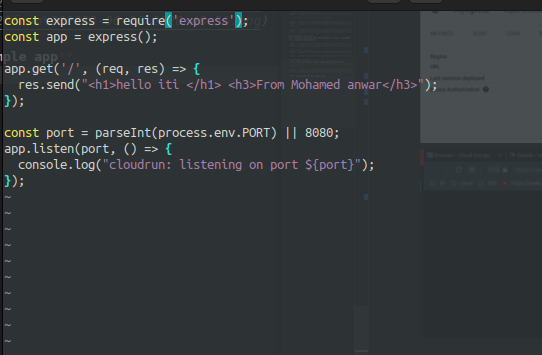 const express = require('express');
const app = express();
app.get('/', (req, res) => {
  res.send("<h1>hello iti </h1> <h3>From Mohamed anwar</h3>");
});
const port = parseInt(process.env.PORT) || 8080;
app.listen(port, () => {
  console.log("cloudrun: listening on port ${port}");
});
~
~
~
~
~
~
~
~
~
~